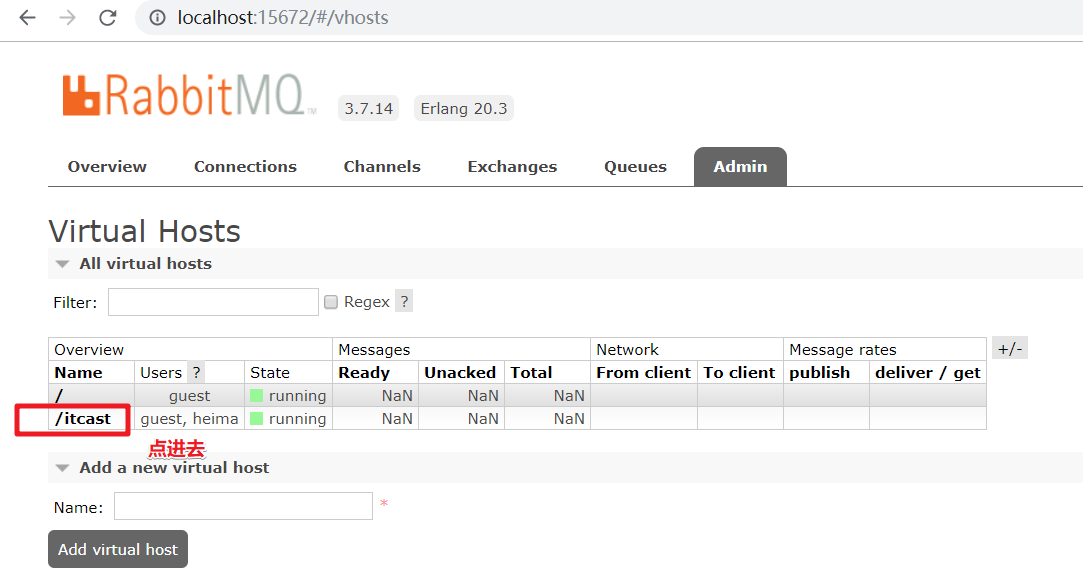 localhost:15672/#/vhosts
RabbitMQ TM 3.7.14 Erlang 20.3
Overview Connections Channels Exchanges Queues Admin
Virtual Hosts
All virtual hosts
Filter: Regex ?
Overview Messages Network Message rates +/-
Name Users ? State Ready Unacked Total From client To client publish deliver / get
/ guest running NaN NaN NaN
/itcast guest, heima running NaN NaN NaN
点进去
Add a new virtual host
Name: *
Add virtual host